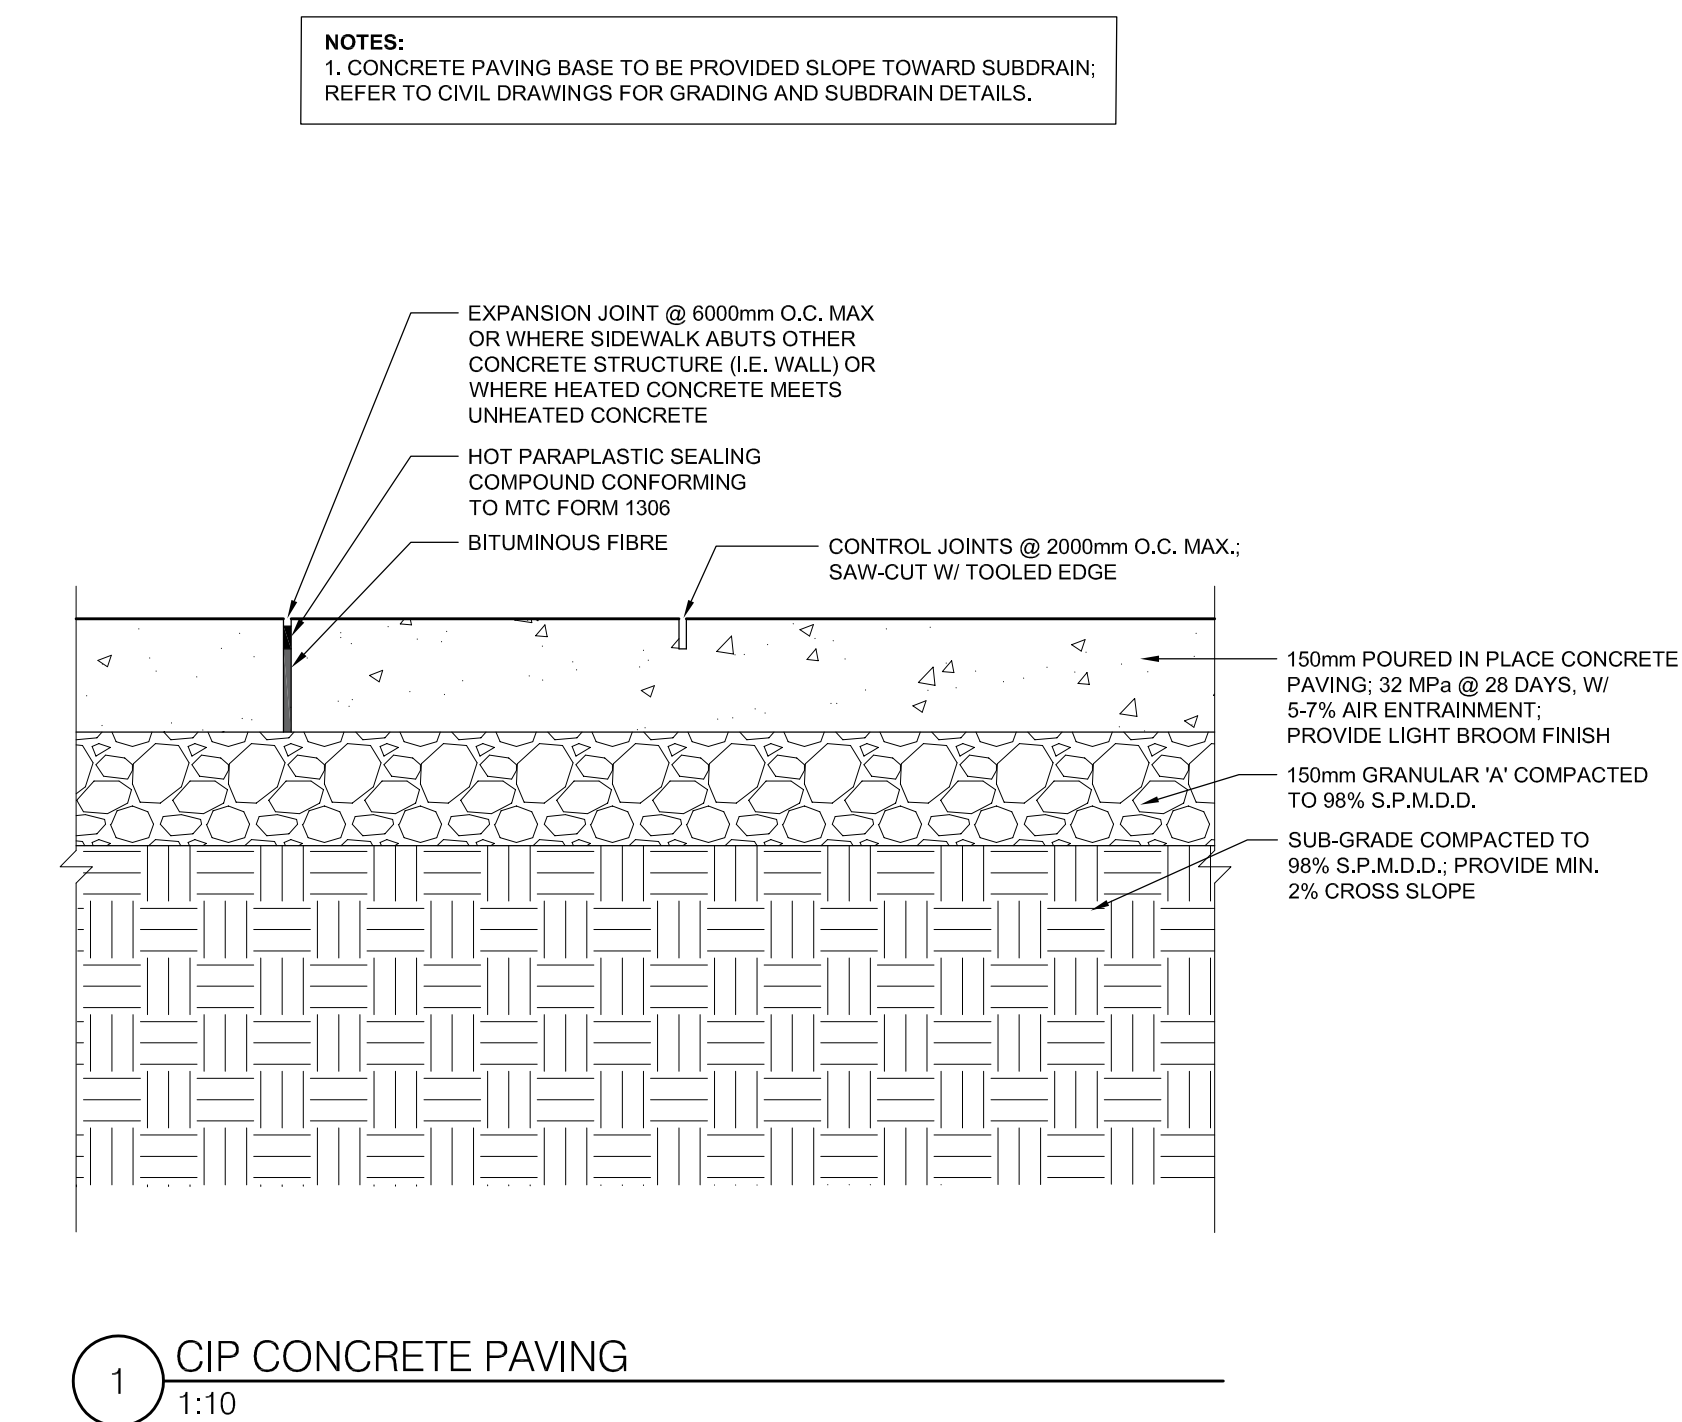 NOTES:
1. CONCRETE PAVING BASE TO BE PROVIDED SLOPE TOWARD SUBDRAIN;
REFER TO CIVIL DRAWINGS FOR GRADING AND SUBDRAIN DETAILS.
EXPANSION JOINT @ 6000mm O.C. MAX
OR WHERE SIDEWALK ABUTS OTHER
CONCRETE STRUCTURE (I.E. WALL) OR
WHERE HEATED CONCRETE MEETS
UNHEATED CONCRETE
HOT PARAPLASTIC SEALING
COMPOUND CONFORMING
TO MTC FORM 1306
BITUMINOUS FIBRE
CONTROL JOINTS @ 2000mm O.C. MAX.;
SAW-CUT W/ TOOLED EDGE
150mm POURED IN PLACE CONCRETE
PAVING; 32 MPa @ 28 DAYS, W/
5-7% AIR ENTRAINMENT;
PROVIDE LIGHT BROOM FINISH
150mm GRANULAR 'A' COMPACTED
TO 98% S.P.M.D.D.
SUB-GRADE COMPACTED TO
98% S.P.M.D.D.; PROVIDE MIN.
2% CROSS SLOPE
1
CIP CONCRETE PAVING
1:10